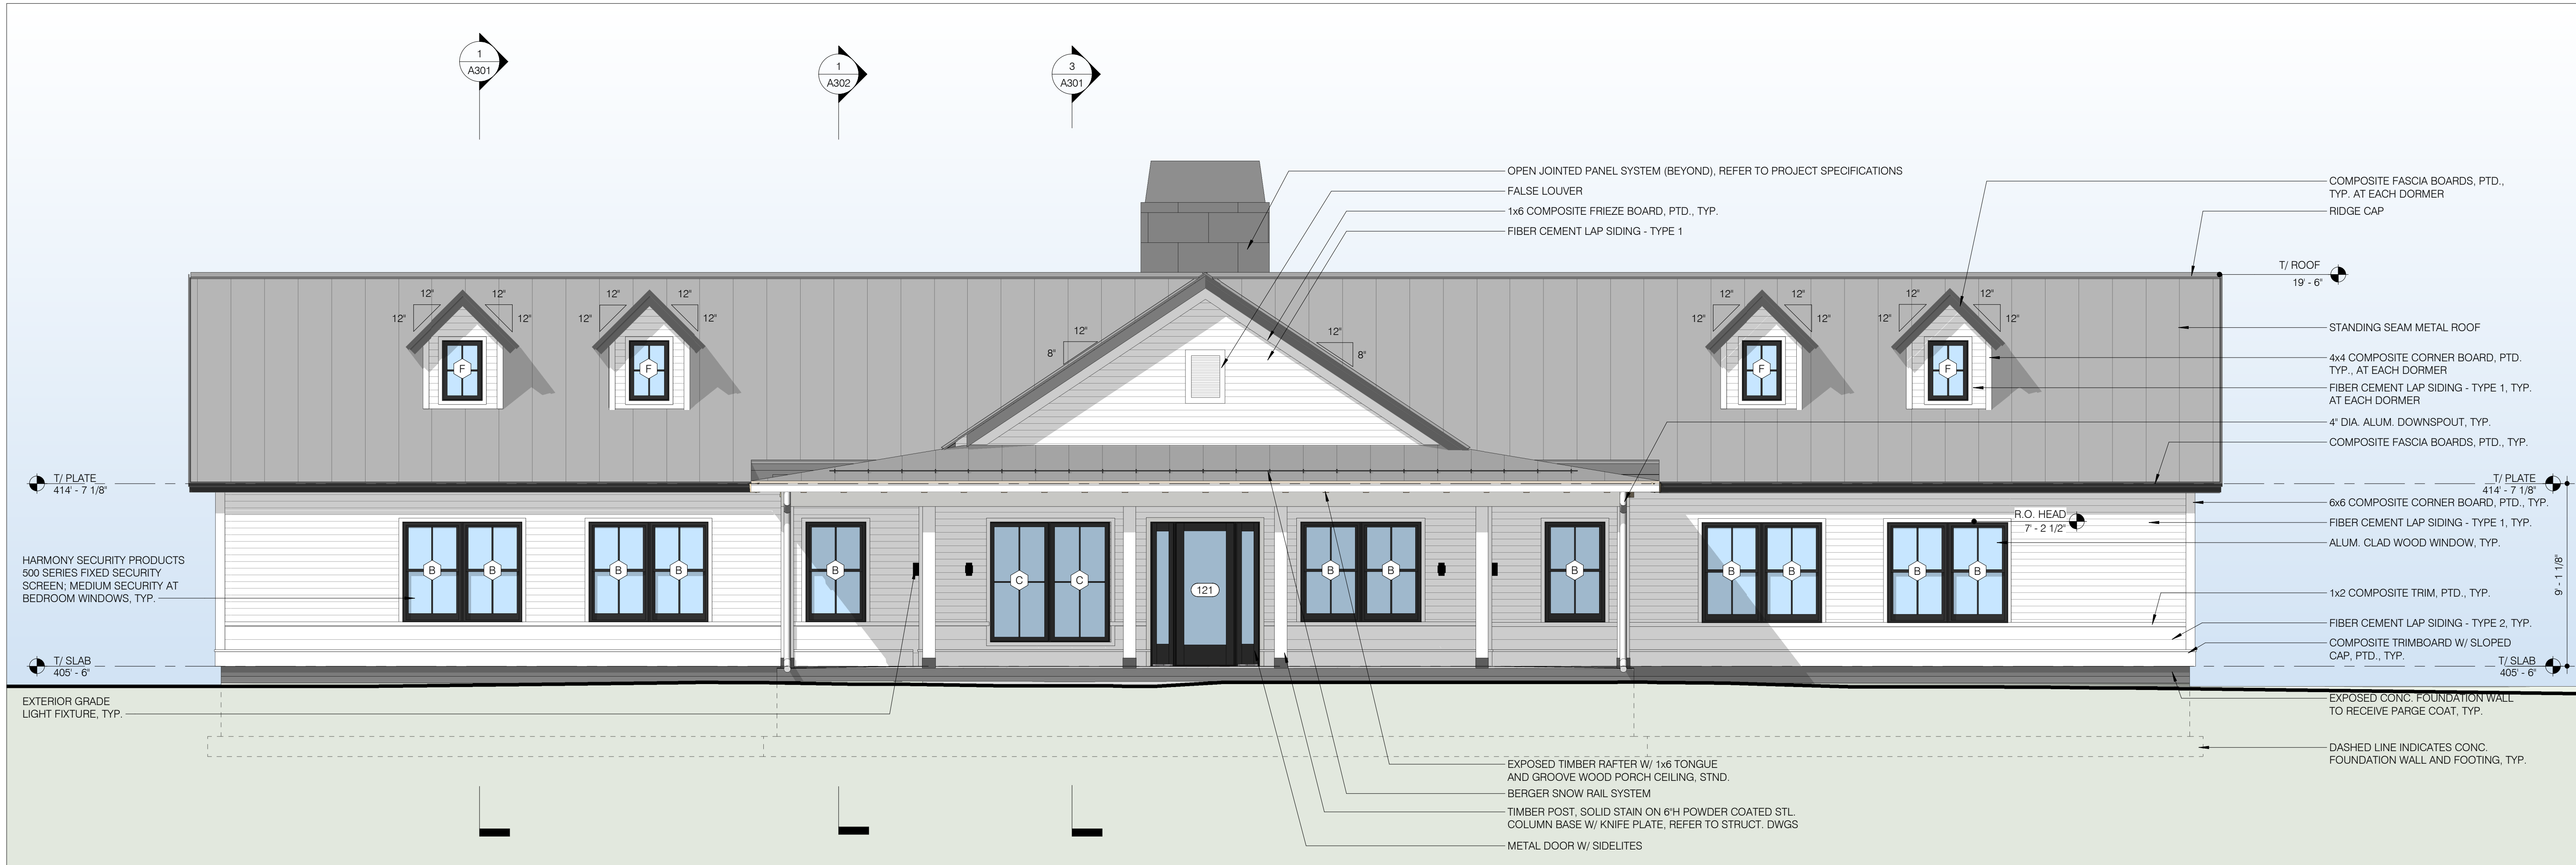 1
A301
1
A302
3
A301
OPEN JOINTED PANEL SYSTEM (BEYOND), REFER TO PROJECT SPECIFICATIONS
FALSE LOUVER
1x6 COMPOSITE FRIEZE BOARD, PTD., TYP.
FIBER CEMENT LAP SIDING - TYPE 1
COMPOSITE FASCIA BOARDS, PTD.,
TYP. AT EACH DORMER
RIDGE CAP
T/ ROOF
19' - 6"
STANDING SEAM METAL ROOF
4x4 COMPOSITE CORNER BOARD, PTD.
TYP., AT EACH DORMER
FIBER CEMENT LAP SIDING - TYPE 1, TYP.
AT EACH DORMER
4" DIA. ALUM. DOWNSPOUT, TYP.
COMPOSITE FASCIA BOARDS, PTD., TYP.
12" 12"
12" 12"
12" 12"
12" 12"
12" 12"
8" 8"
12" 12"
12" 12"
12" 12"
12" 12"
F
F
F
F
T/ PLATE
414' - 7 1/8"
T/ PLATE
414' - 7 1/8"
6x6 COMPOSITE CORNER BOARD, PTD., TYP.
R.O. HEAD
7' - 2 1/2"
FIBER CEMENT LAP SIDING - TYPE 1, TYP.
ALUM. CLAD WOOD WINDOW, TYP.
HARMONY SECURITY PRODUCTS
500 SERIES FIXED SECURITY
SCREEN; MEDIUM SECURITY AT
BEDROOM WINDOWS, TYP.
B B B B B C C 121 B B B B B B B
9' - 1 1/8"
1x2 COMPOSITE TRIM, PTD., TYP.
FIBER CEMENT LAP SIDING - TYPE 2, TYP.
COMPOSITE TRIMBOARD W/ SLOPED
CAP, PTD., TYP.
T/ SLAB
405' - 6"
T/ SLAB
405' - 6"
EXTERIOR GRADE
LIGHT FIXTURE, TYP.
EXPOSED CONC. FOUNDATION WALL
TO RECEIVE PARGE COAT, TYP.
DASHED LINE INDICATES CONC.
FOUNDATION WALL AND FOOTING, TYP.
EXPOSED TIMBER RAFTER W/ 1x6 TONGUE
AND GROOVE WOOD PORCH CEILING, STND.
BERGER SNOW RAIL SYSTEM
TIMBER POST, SOLID STAIN ON 6"H POWDER COATED STL.
COLUMN BASE W/ KNIFE PLATE, REFER TO STRUCT. DWGS
METAL DOOR W/ SIDELITES